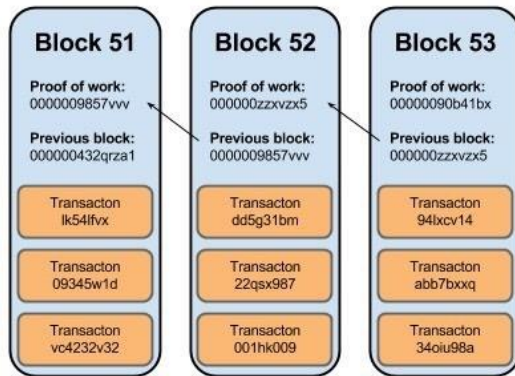 Block 51
Proof of work:
0000009857vvv
Previous block:
000000432qrza1
Transacton
lk54lfvx
Transacton
09345w1d
Transacton
vc4232v32
Block 52
Proof of work:
000000zzxvzx5
Previous block:
0000009857vvv
Transacton
dd5g31bm
Transacton
22qsx987
Transacton
001hk009
Block 53
Proof of work:
00000090b41bx
Previous block:
000000zzxvzx5
Transacton
94lxcv14
Transacton
abb7bxxq
Transacton
34oiu98a